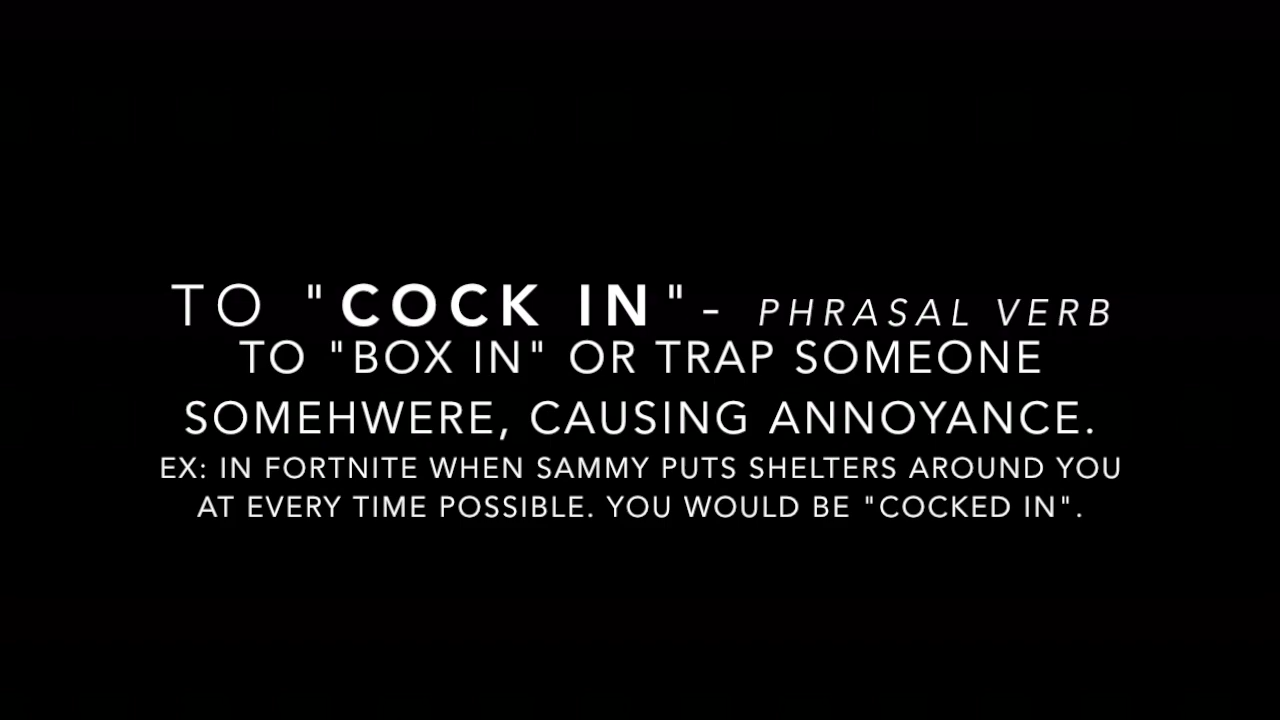 TO "COCK IN"- PHRASAL VERB
TO "BOX IN" OR TRAP SOMEONE
SOMEHWERE, CAUSING ANNOYANCE.
EX: IN FORTNITE WHEN SAMMY PUTS SHELTERS AROUND YOU
AT EVERY TIME POSSIBLE. YOU WOULD BE "COCKED IN".